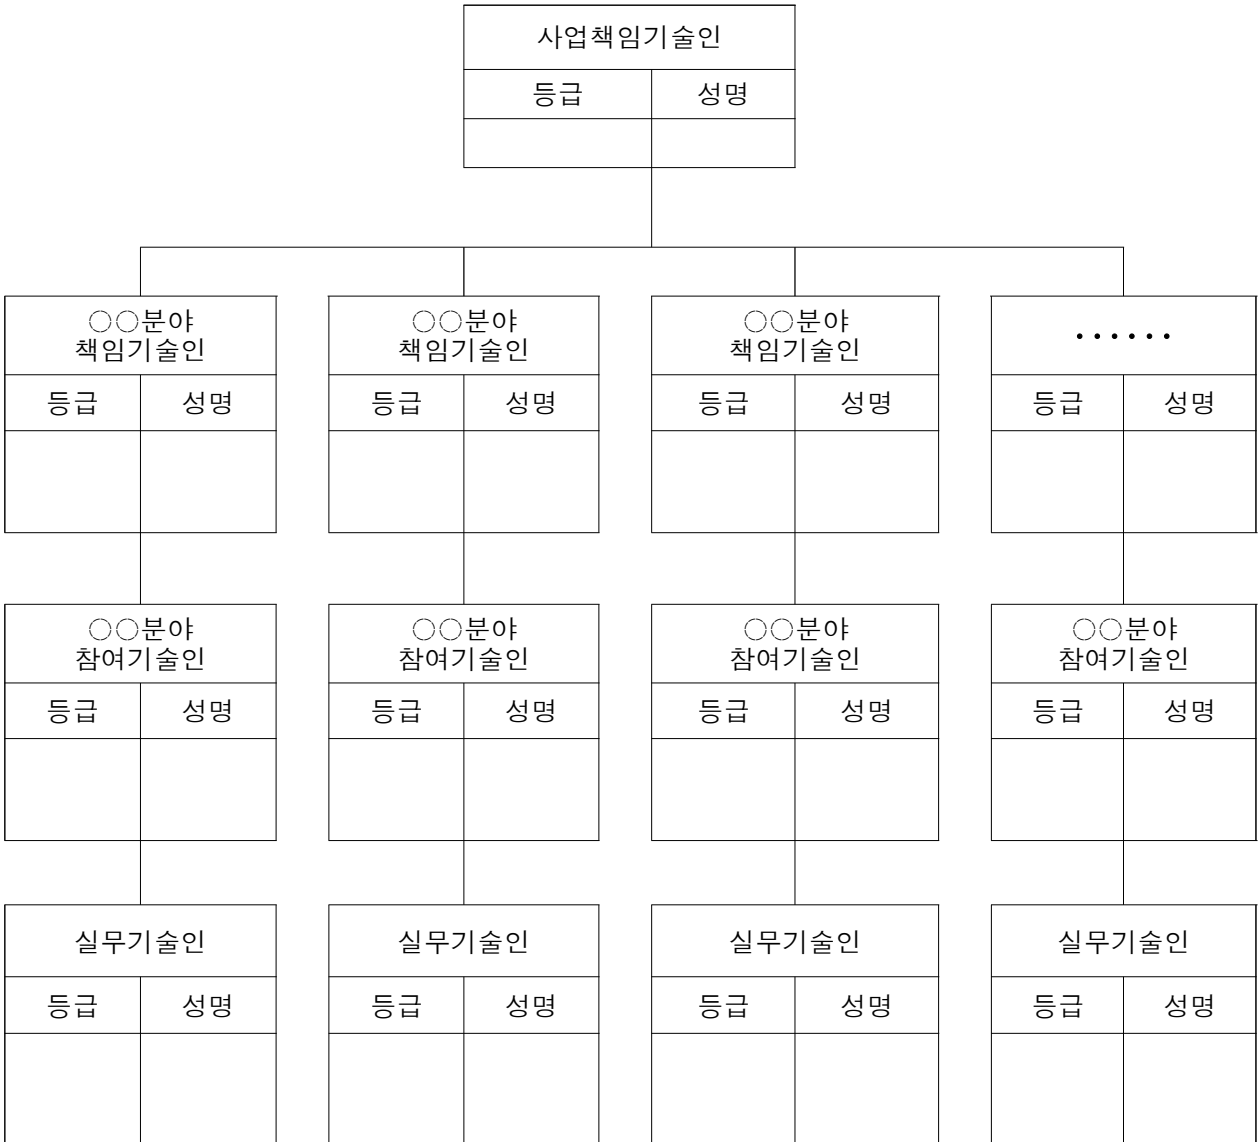 사업책임기술인
등급 성명
○○분야 ○○분야 ○○분야 ······
책임기술인 책임기술인 책임기술인
등급 성명 등급 성명 등급 성명 등급 성명
○○분야 ○○분야 ○○분야 ○○분야
참여기술인 참여기술인 참여기술인 참여기술인
등급 성명 등급 성명 등급 성명 등급 성명
실무기술인 실무기술인 실무기술인 실무기술인
등급 성명 등급 성명 등급 성명 등급 성명